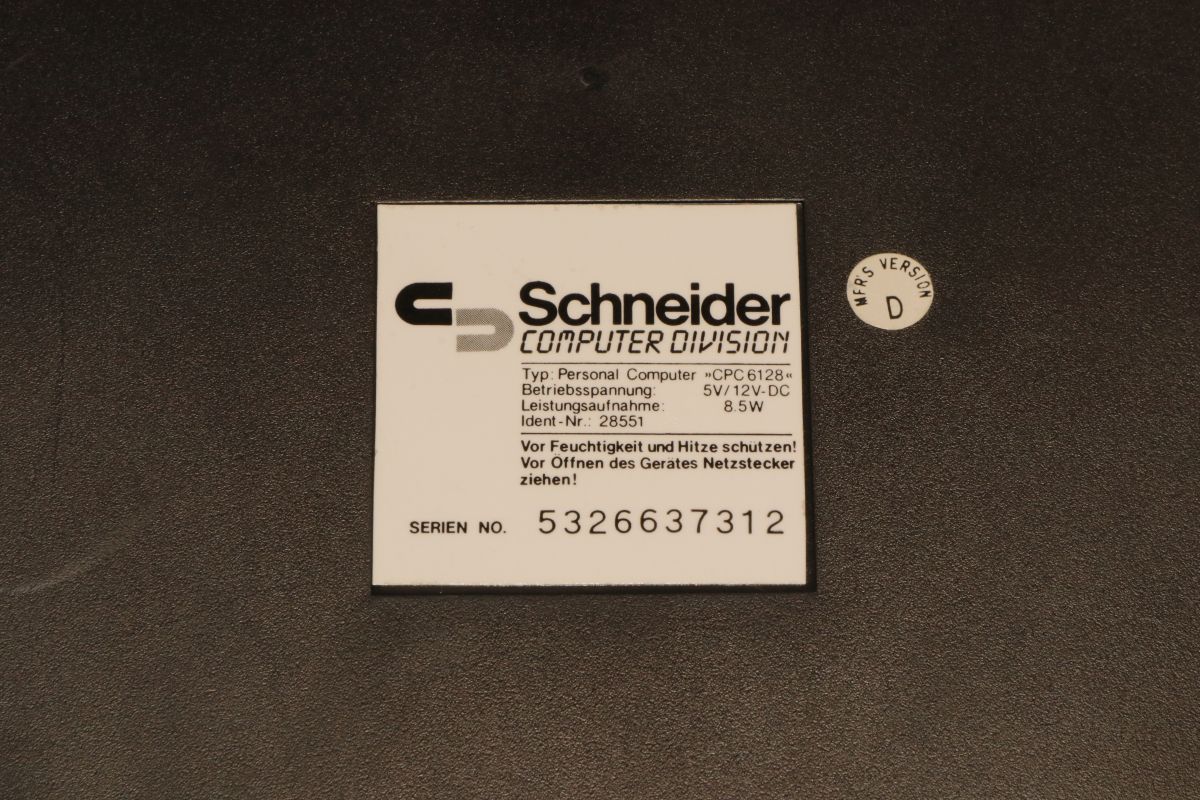 Schneider
COMPUTER DIVISION
Typ: Personal Computer »CPC 6128«
Betriebsspannung: 5V/12V-DC
Leistungsaufnahme: 8.5W
Ident-Nr.: 28551
Vor Feuchtigkeit und Hitze schützen!
Vor Öffnen des Gerätes Netzstecker
ziehen!
SERIEN NO. 5326637312
MFR'S VERSION
D